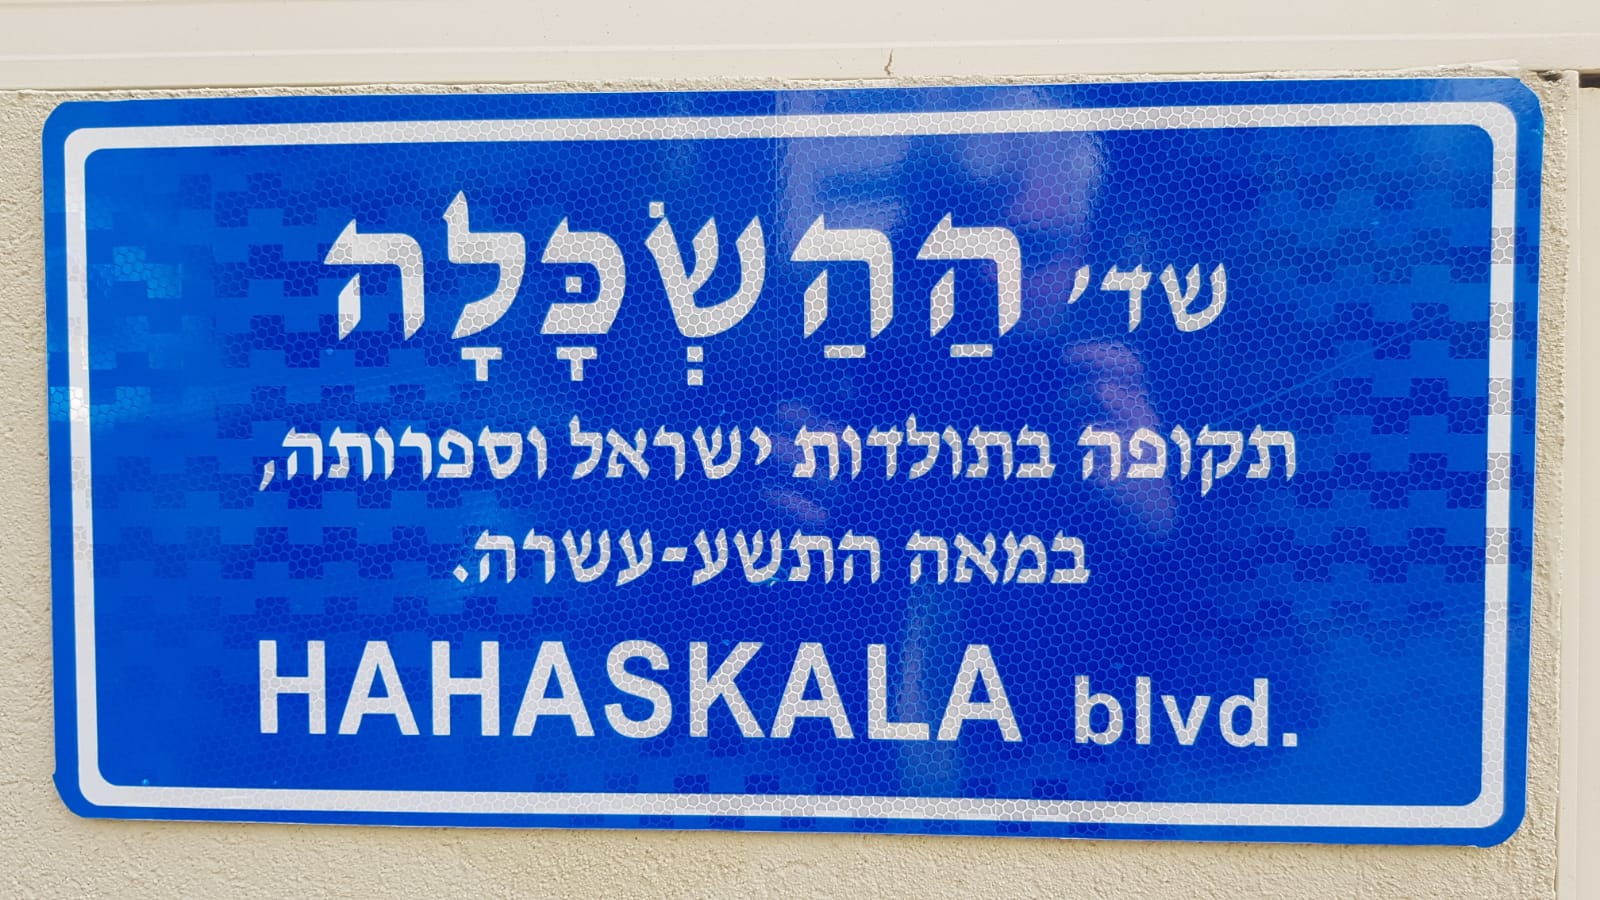 שד' הַהַשְׂכָּלָה
תקופה בתולדות ישראל וספרותה,
במאה התשע-עשרה.
HAHASKALA blvd.